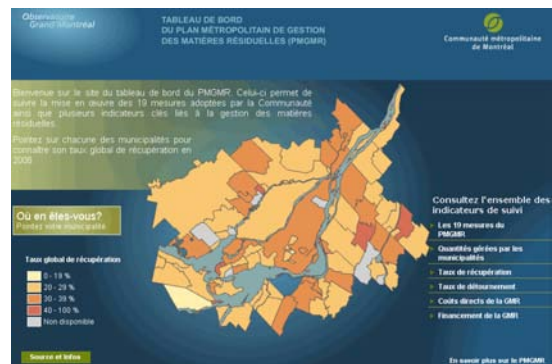 Observatoire
Grand Montréal
TABLEAU DE BORD
DU PLAN MÉTROPOLITAIN DE GESTION
DES MATIÈRES RÉSIDUELLES (PMGMR)
Communauté métropolitaine
de Montréal
Bienvenue sur le site du tableau de bord du PMGMR. Celui-ci permet de
suivre la mise en œuvre des 19 mesures adoptées par la Communauté
ainsi que plusieurs indicateurs clés liés à la gestion des matières
résiduelles.
Pointez sur chacune des municipalités pour
connaître son taux global de récupération en
2006
Où en êtes-vous?
Pointez votre municipalité
Taux global de récupération
0 - 19 %
20 - 29 %
30 - 39 %
40 - 100 %
Non disponible
Consultez l'ensemble des
indicateurs de suivi
Les 19 mesures du
PMGMR
Quantités gérées par les
municipalités
Taux de récupération
Taux de détournement
Coûts directs de la GMR
Financement de la GMR
Source et Infos
En savoir plus sur le PMGMR